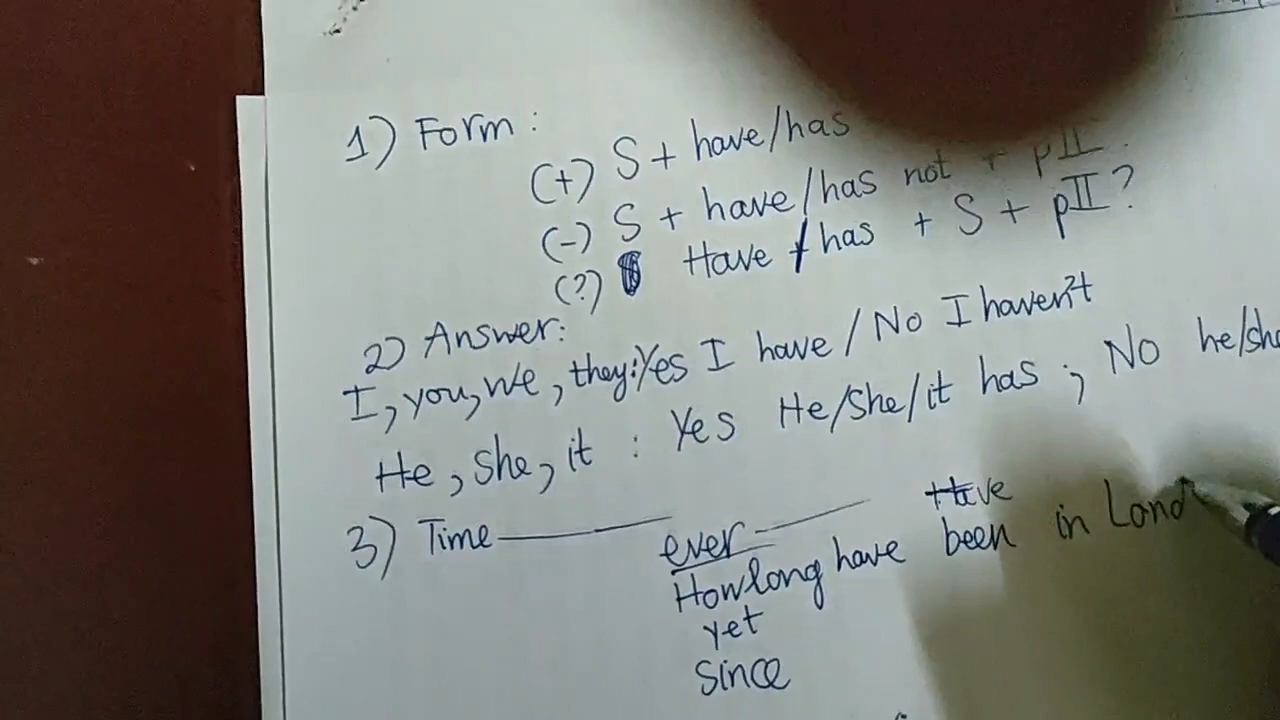 1) Form:
(+) S + have/has
(-) S + have/has not + pII.
(?) Have / has + S + pII?
2) Answer:
I, you, we, they: Yes I have / No I haven't
He, she, it : Yes He/She/it has ; No he/she
3) Time ever Have
How long have been in Lond
yet
since